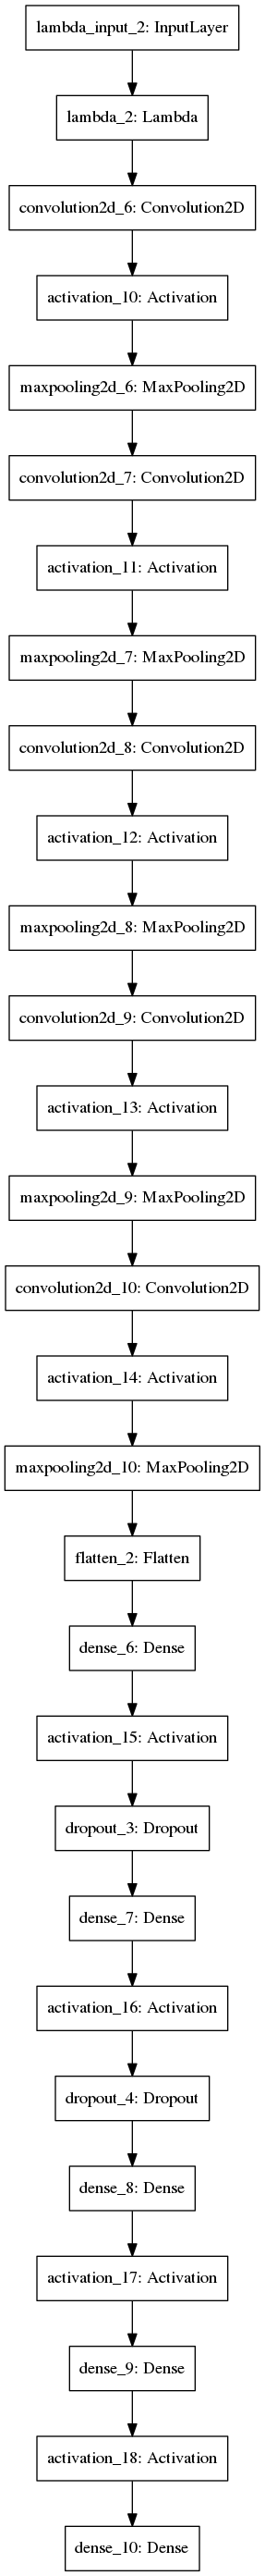 lambda_input_2: InputLayer
lambda_2: Lambda
convolution2d_6: Convolution2D
activation_10: Activation
maxpooling2d_6: MaxPooling2D
convolution2d_7: Convolution2D
activation_11: Activation
maxpooling2d_7: MaxPooling2D
convolution2d_8: Convolution2D
activation_12: Activation
maxpooling2d_8: MaxPooling2D
convolution2d_9: Convolution2D
activation_13: Activation
maxpooling2d_9: MaxPooling2D
convolution2d_10: Convolution2D
activation_14: Activation
maxpooling2d_10: MaxPooling2D
flatten_2: Flatten
dense_6: Dense
activation_15: Activation
dropout_3: Dropout
dense_7: Dense
activation_16: Activation
dropout_4: Dropout
dense_8: Dense
activation_17: Activation
dense_9: Dense
activation_18: Activation
dense_10: Dense